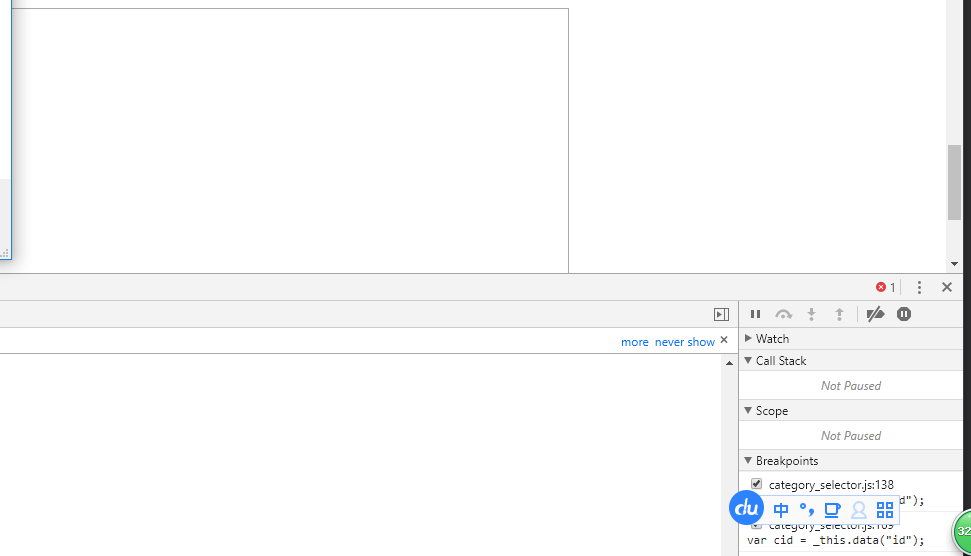 1
more never show
Watch
Call Stack
Not Paused
Scope
Not Paused
Breakpoints
category_selector.js:138
d");
du 中
category_selector.js:169
var cid = _this.data("id");
32